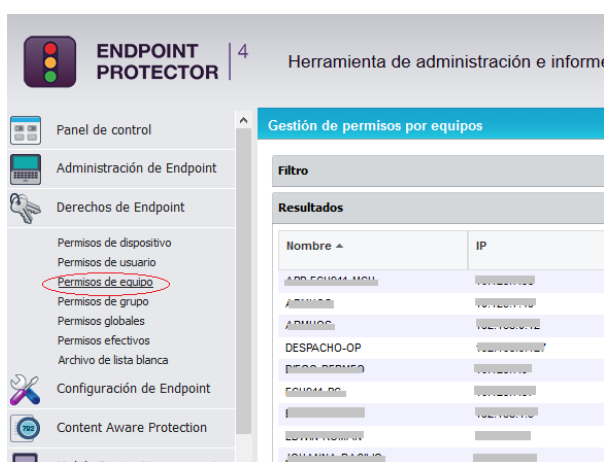 ENDPOINT
PROTECTOR
4
Herramienta de administración e informe
Panel de control
Administración de Endpoint
Derechos de Endpoint
Permisos de dispositivo
Permisos de usuario
Permisos de equipo
Permisos de grupo
Permisos globales
Permisos efectivos
Archivo de lista blanca
Configuración de Endpoint
Content Aware Protection
Gestión de permisos por equipos
Filtro
Resultados
Nombre
IP
DESPACHO-OP